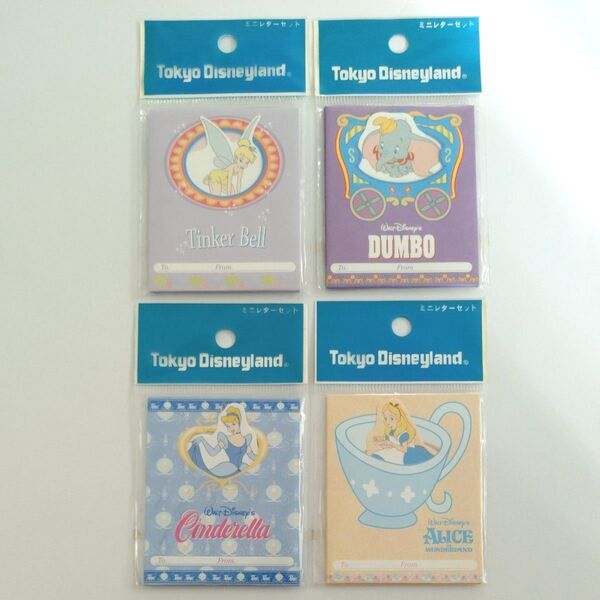 ミニレターセット
Tokyo Disneyland®
Tinker Bell
To. From.
ミニレターセット
Tokyo Disneyland®
WALT DISNEY'S
DUMBO
To. From.
ミニレターセット
Tokyo Disneyland®
WALT DISNEY'S
Cinderella
To. From.
ミニレターセット
Tokyo Disneyland®
WALT DISNEY'S
ALICE
IN
WONDERLAND
To. From.